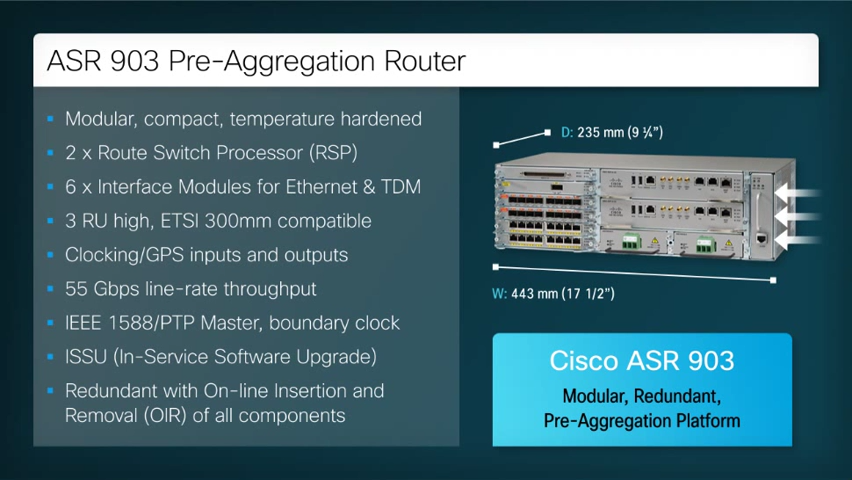 ASR 903 Pre-Aggregation Router
Modular, compact, temperature hardened
2 x Route Switch Processor (RSP)
6 x Interface Modules for Ethernet & TDM
3 RU high, ETSI 300mm compatible
Clocking/GPS inputs and outputs
55 Gbps line-rate throughput
IEEE 1588/PTP Master, boundary clock
ISSU (In-Service Software Upgrade)
Redundant with On-line Insertion and
Removal (OIR) of all components
D: 235 mm (9 ¼")
W: 443 mm (17 1/2")
Cisco ASR 903
Modular, Redundant,
Pre-Aggregation Platform